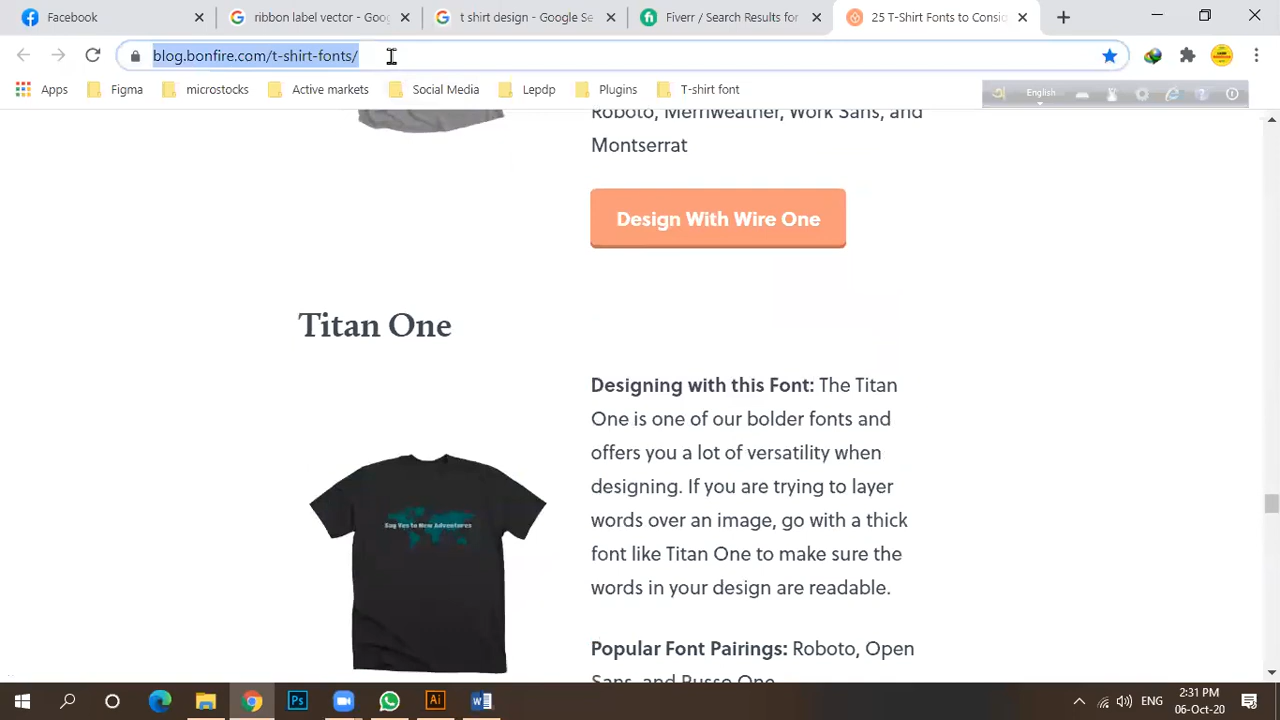 Facebook
ribbon label vector - Goog
t shirt design - Google Se
Fiverr / Search Results for
25 T-Shirt Fonts to Consid
blog.bonfire.com/t-shirt-fonts/
Apps
Figma
microstocks
Active markets
Social Media
Lepdp
Plugins
T-shirt font
English
Roboto, Merriweather, Work Sans, and
Montserrat
Design With Wire One
Titan One
Designing with this Font: The Titan
One is one of our bolder fonts and
offers you a lot of versatility when
designing. If you are trying to layer
words over an image, go with a thick
font like Titan One to make sure the
words in your design are readable.
Say Yes to New Adventures
Popular Font Pairings: Roboto, Open
Sans, and Russo One
Ps
Ai
ENG
2:31 PM
06-Oct-20